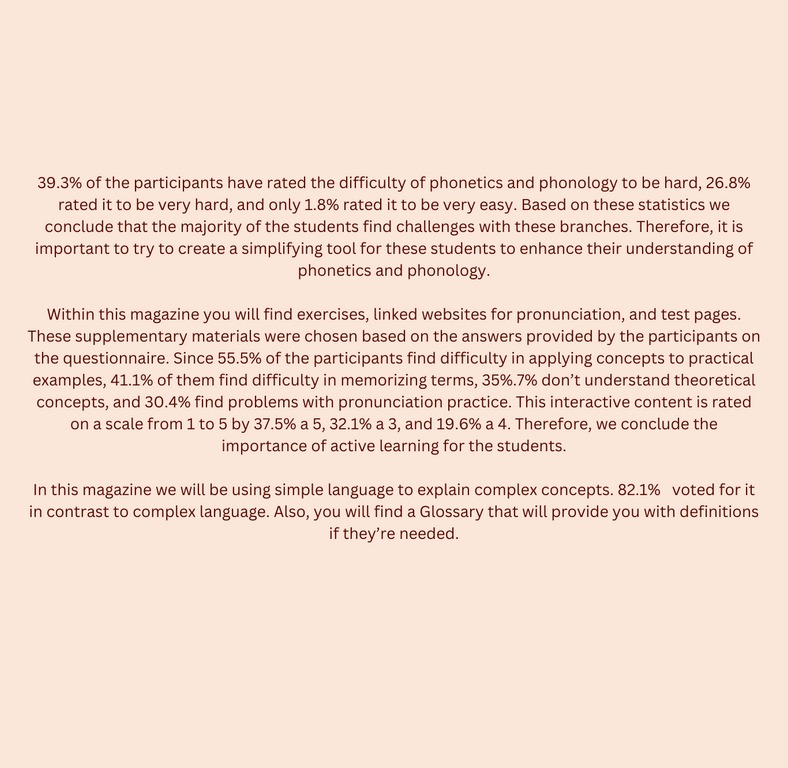 39.3% of the participants have rated the difficulty of phonetics and phonology to be hard, 26.8%
rated it to be very hard, and only 1.8% rated it to be very easy. Based on these statistics we
conclude that the majority of the students find challenges with these branches. Therefore, it is
important to try to create a simplifying tool for these students to enhance their understanding of
phonetics and phonology.
Within this magazine you will find exercises, linked websites for pronunciation, and test pages.
These supplementary materials were chosen based on the answers provided by the participants on
the questionnaire. Since 55.5% of the participants find difficulty in applying concepts to practical
examples, 41.1% of them find difficulty in memorizing terms, 35%.7% don’t understand theoretical
concepts, and 30.4% find problems with pronunciation practice. This interactive content is rated
on a scale from 1 to 5 by 37.5% a 5, 32.1% a 3, and 19.6% a 4. Therefore, we conclude the
importance of active learning for the students.
In this magazine we will be using simple language to explain complex concepts. 82.1%   voted for it
in contrast to complex language. Also, you will find a Glossary that will provide you with definitions
if they’re needed.